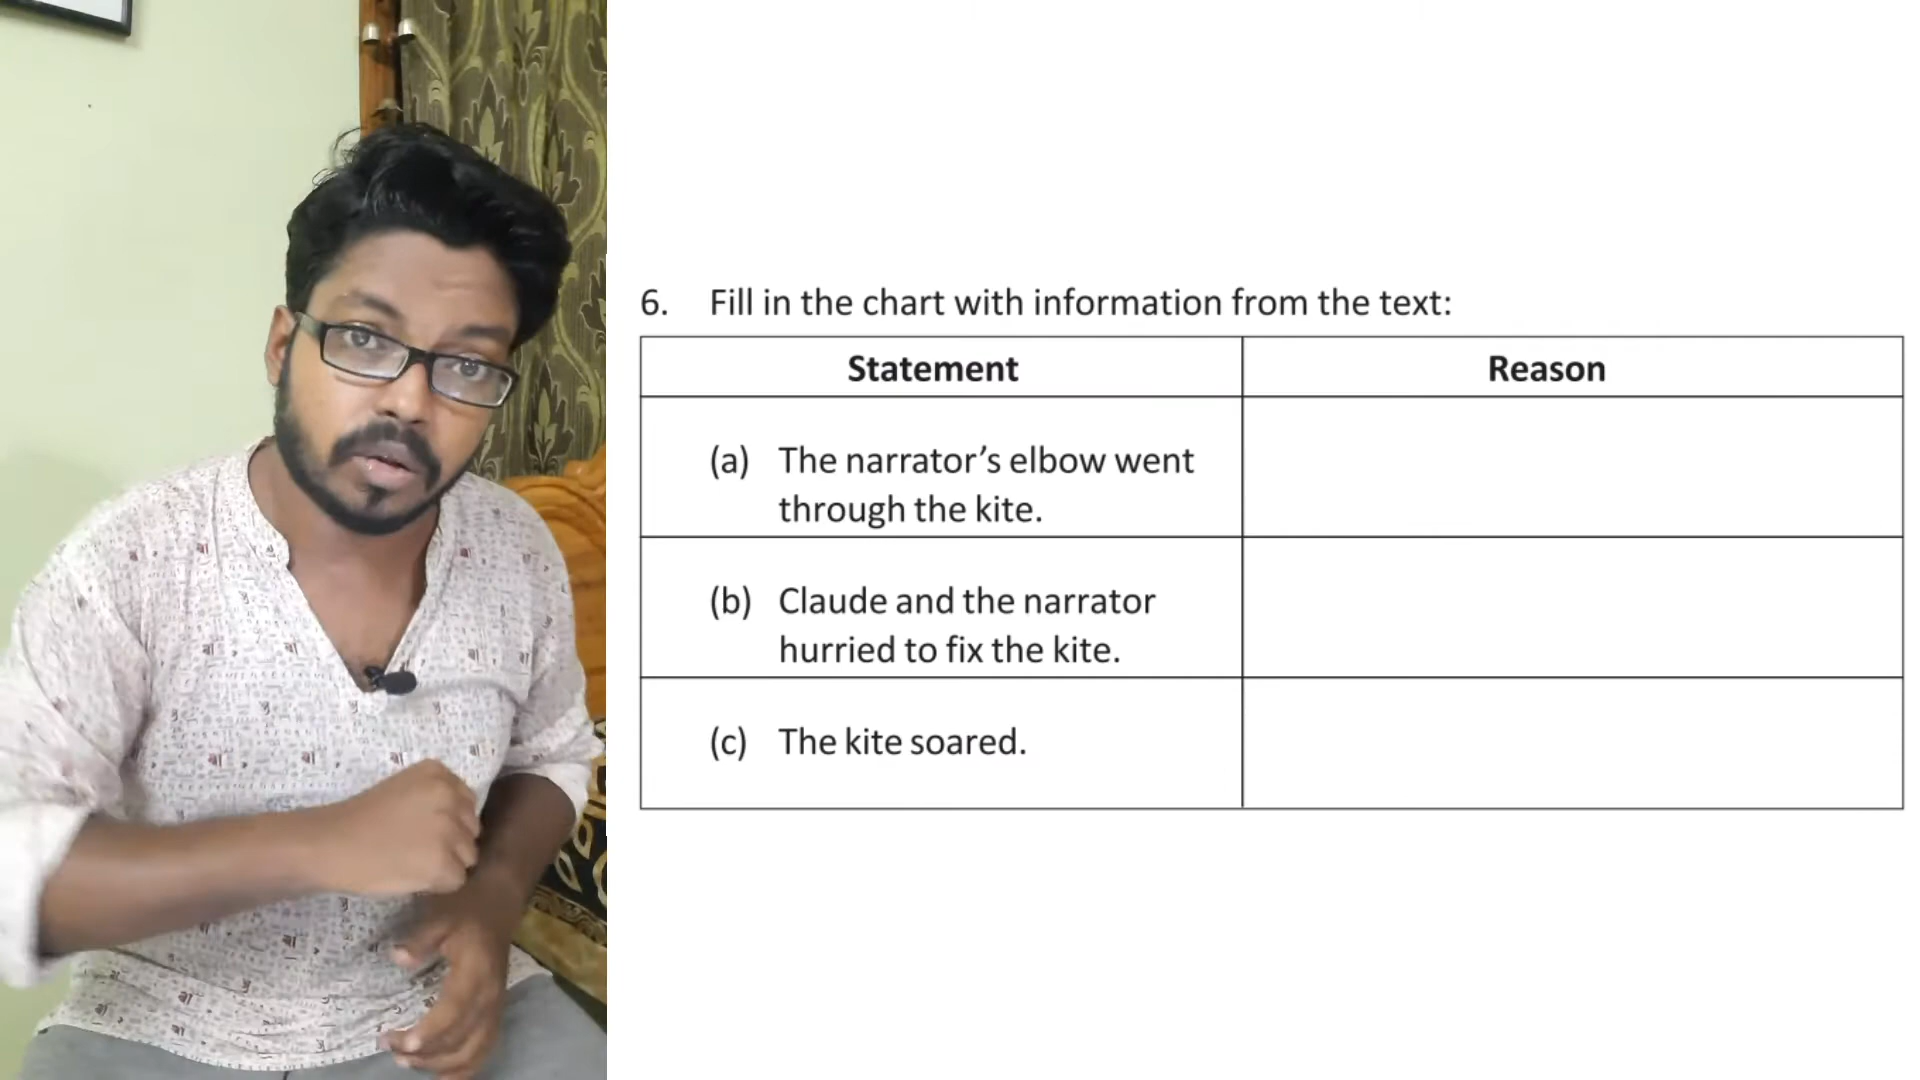 6. Fill in the chart with information from the text:
Statement Reason
(a) The narrator’s elbow went
through the kite.
(b) Claude and the narrator
hurried to fix the kite.
(c) The kite soared.